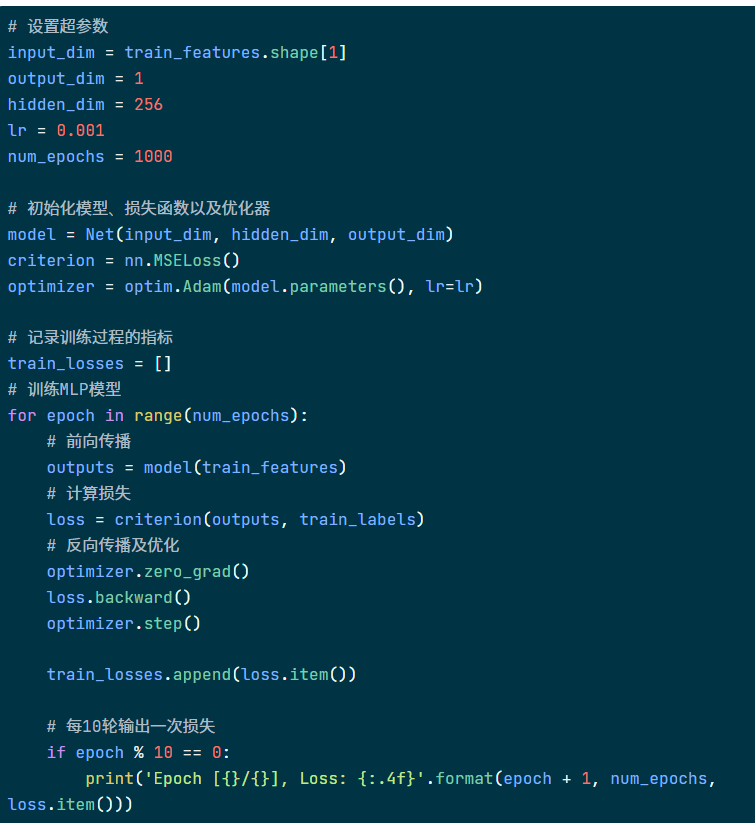 # 设置超参数
input_dim = train_features.shape[1]
output_dim = 1
hidden_dim = 256
lr = 0.001
num_epochs = 1000

# 初始化模型、损失函数以及优化器
model = Net(input_dim, hidden_dim, output_dim)
criterion = nn.MSELoss()
optimizer = optim.Adam(model.parameters(), lr=lr)

# 记录训练过程的指标
train_losses = []
# 训练MLP模型
for epoch in range(num_epochs):
    # 前向传播
    outputs = model(train_features)
    # 计算损失
    loss = criterion(outputs, train_labels)
    # 反向传播及优化
    optimizer.zero_grad()
    loss.backward()
    optimizer.step()

    train_losses.append(loss.item())

    # 每10轮输出一次损失
    if epoch % 10 == 0:
        print('Epoch [{}/{}], Loss: {:.4f}'.format(epoch + 1, num_epochs,
loss.item()))